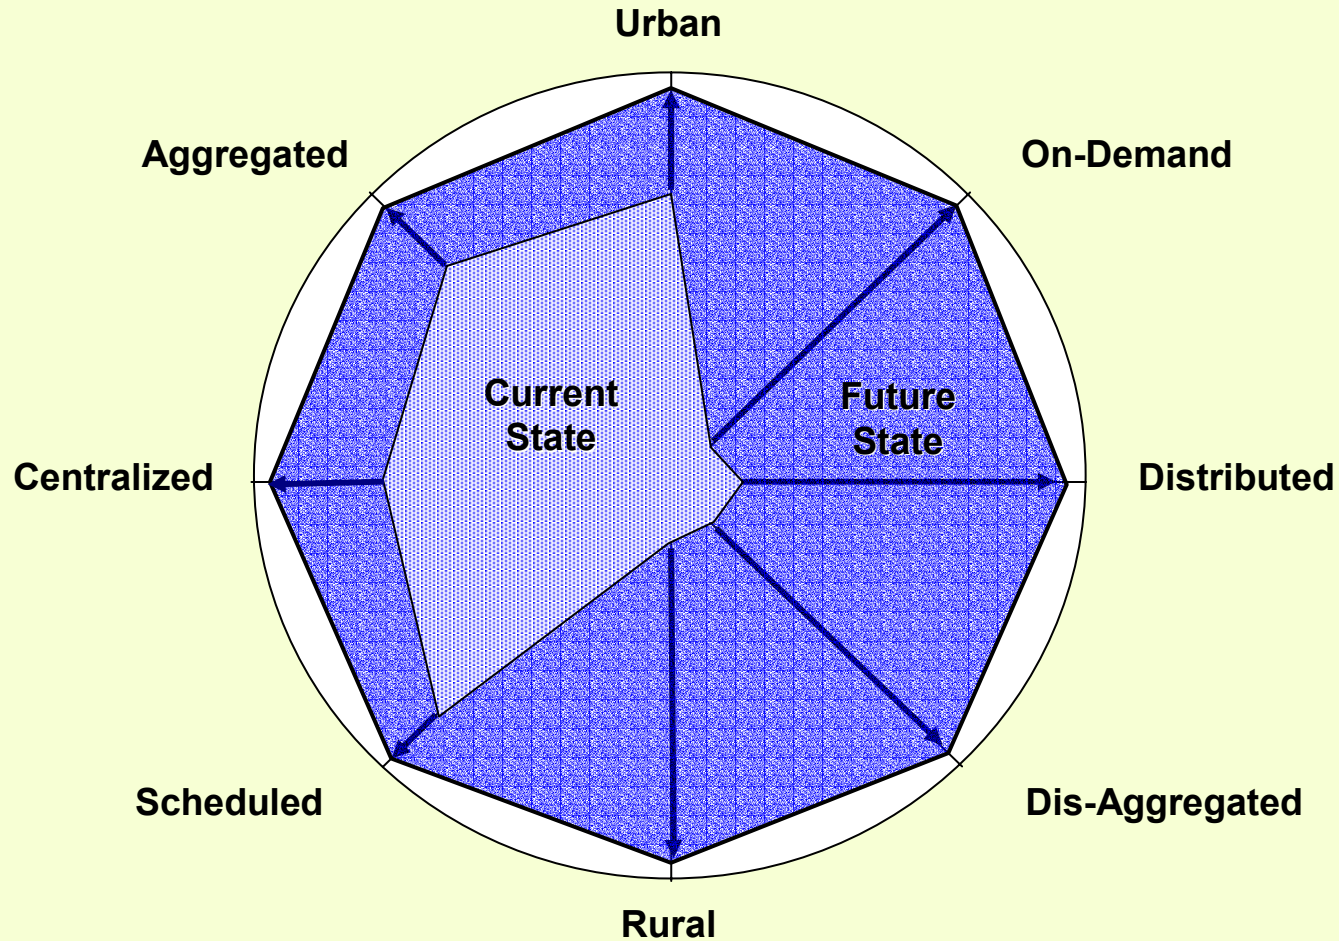 Urban
Aggregated
On-Demand
Current
State
Future
State
Centralized
Distributed
Scheduled
Dis-Aggregated
Rural